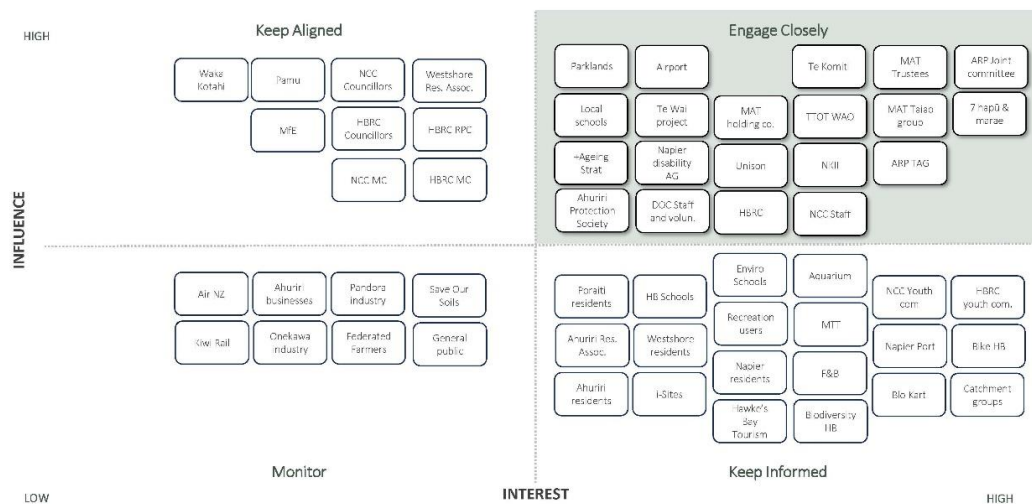 HIGH
Keep Aligned
Engage Closely
Waka
Kotahi
Pamu
NCC
Councillors
Westshore
Res. Assoc.
MfE
HBRC
Councillors
HBRC RPC
NCC MC
HBRC MC
Parklands
Airport
Te Komit
MAT
Trustees
ARP Joint
committee
Local
schools
Te Wai
project
MAT
holding co.
TTOT WAO
MAT Taiao
group
7 hapū &
marae
+Ageing
Strat
Napier
disability
AG
Unison
NKII
ARP TAG
Ahuriri
Protection
Society
DOC Staff
and volun.
HBRC
NCC Staff
INFLUENCE
Air NZ
Ahuriri
businesses
Pandora
industry
Save Our
Soils
Kiwi Rail
Onekawa
industry
Federated
Farmers
General
public
Poraiti
residents
HB Schools
Enviro
Schools
Aquarium
NCC Youth
com
HBRC
youth com.
Ahuriri Res.
Assoc.
Westshore
residents
Recreation
users
MTT
Napier Port
Bike HB
Ahuriri
residents
i-Sites
Napier
residents
F&B
Blo Kart
Catchment
groups
Hawke's
Bay
Tourism
Biodiversity
HB
Monitor
Keep Informed
LOW
INTEREST
HIGH